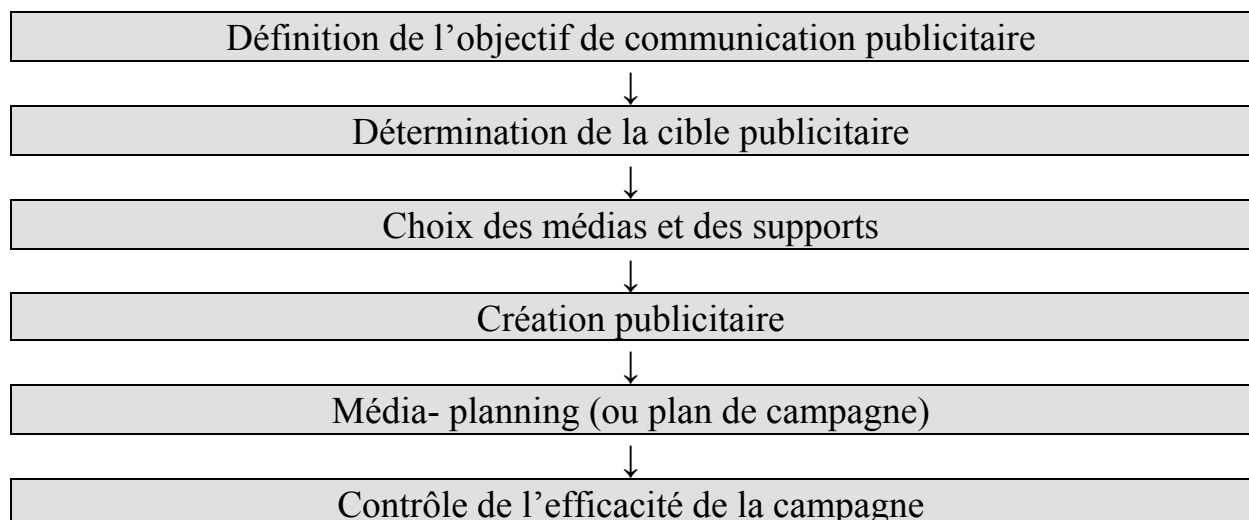 Définition de l’objectif de communication publicitaire
↓
Détermination de la cible publicitaire
↓
Choix des médias et des supports
↓
Création publicitaire
↓
Média- planning (ou plan de campagne)
↓
Contrôle de l’efficacité de la campagne